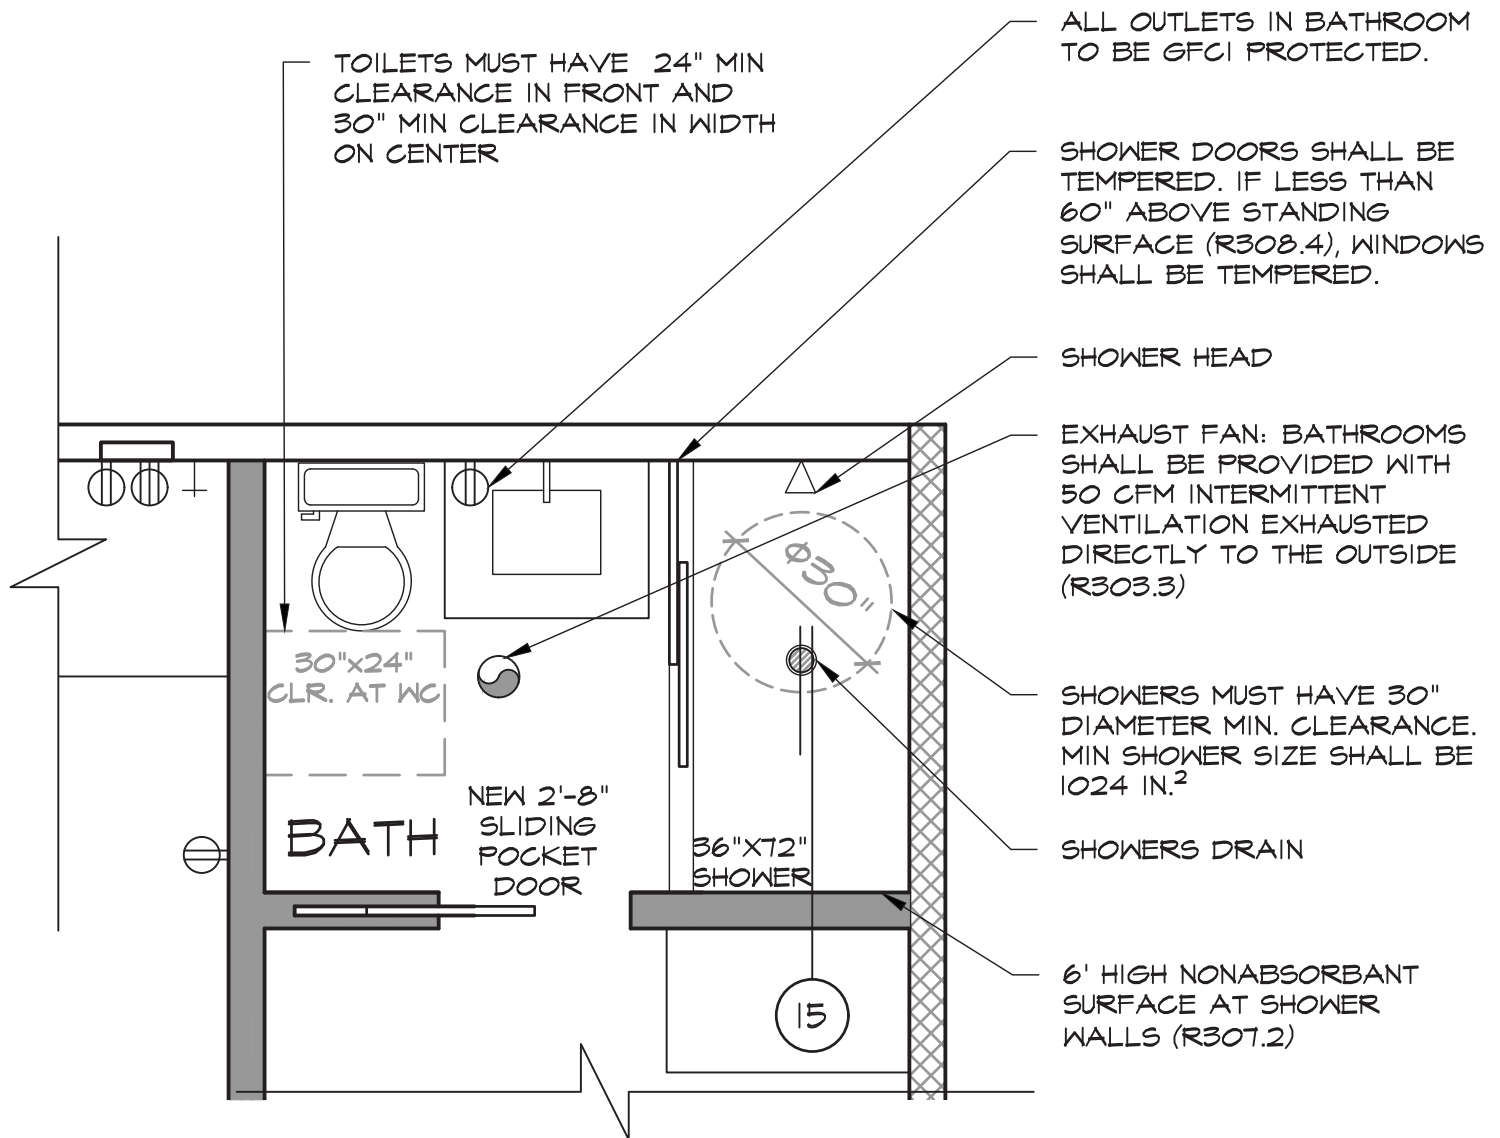 TOILETS MUST HAVE 24" MIN
CLEARANCE IN FRONT AND
30" MIN CLEARANCE IN WIDTH
ON CENTER
ALL OUTLETS IN BATHROOM
TO BE GFCI PROTECTED.
SHOWER DOORS SHALL BE
TEMPERED. IF LESS THAN
60" ABOVE STANDING
SURFACE (R308.4), WINDOWS
SHALL BE TEMPERED.
SHOWER HEAD
EXHAUST FAN: BATHROOMS
SHALL BE PROVIDED WITH
50 CFM INTERMITTENT
VENTILATION EXHAUSTED
DIRECTLY TO THE OUTSIDE
(R303.3)
SHOWERS MUST HAVE 30"
DIAMETER MIN. CLEARANCE.
MIN SHOWER SIZE SHALL BE
1024 IN.²
SHOWERS DRAIN
6' HIGH NONABSORBANT
SURFACE AT SHOWER
WALLS (R307.2)
Φ30"
30"x24"
CLR. AT WC
BATH
NEW 2'-8"
SLIDING
POCKET
DOOR
36"X72"
SHOWER
15